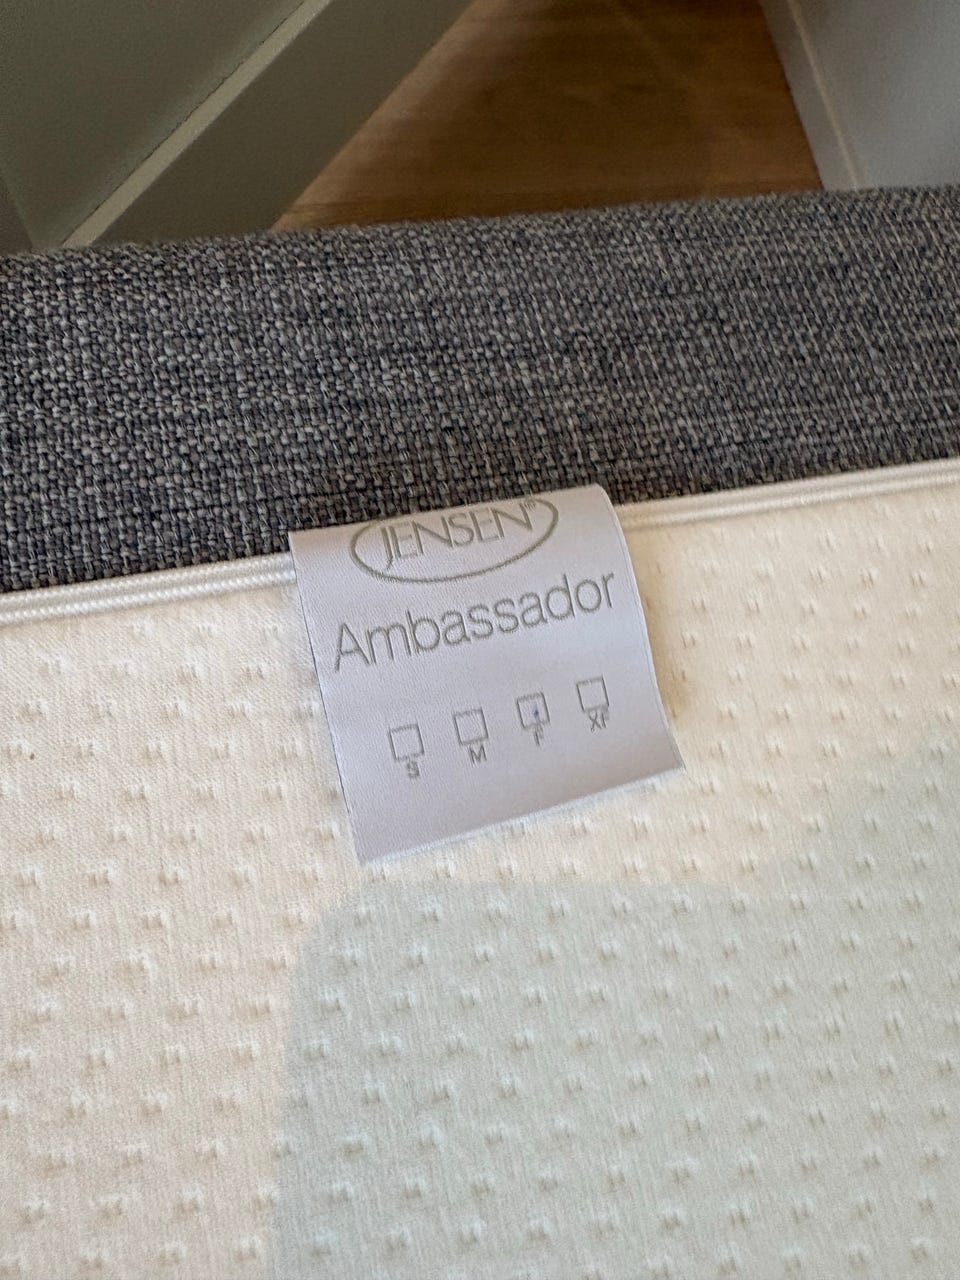 JENSEN
Ambassador
S M F XF